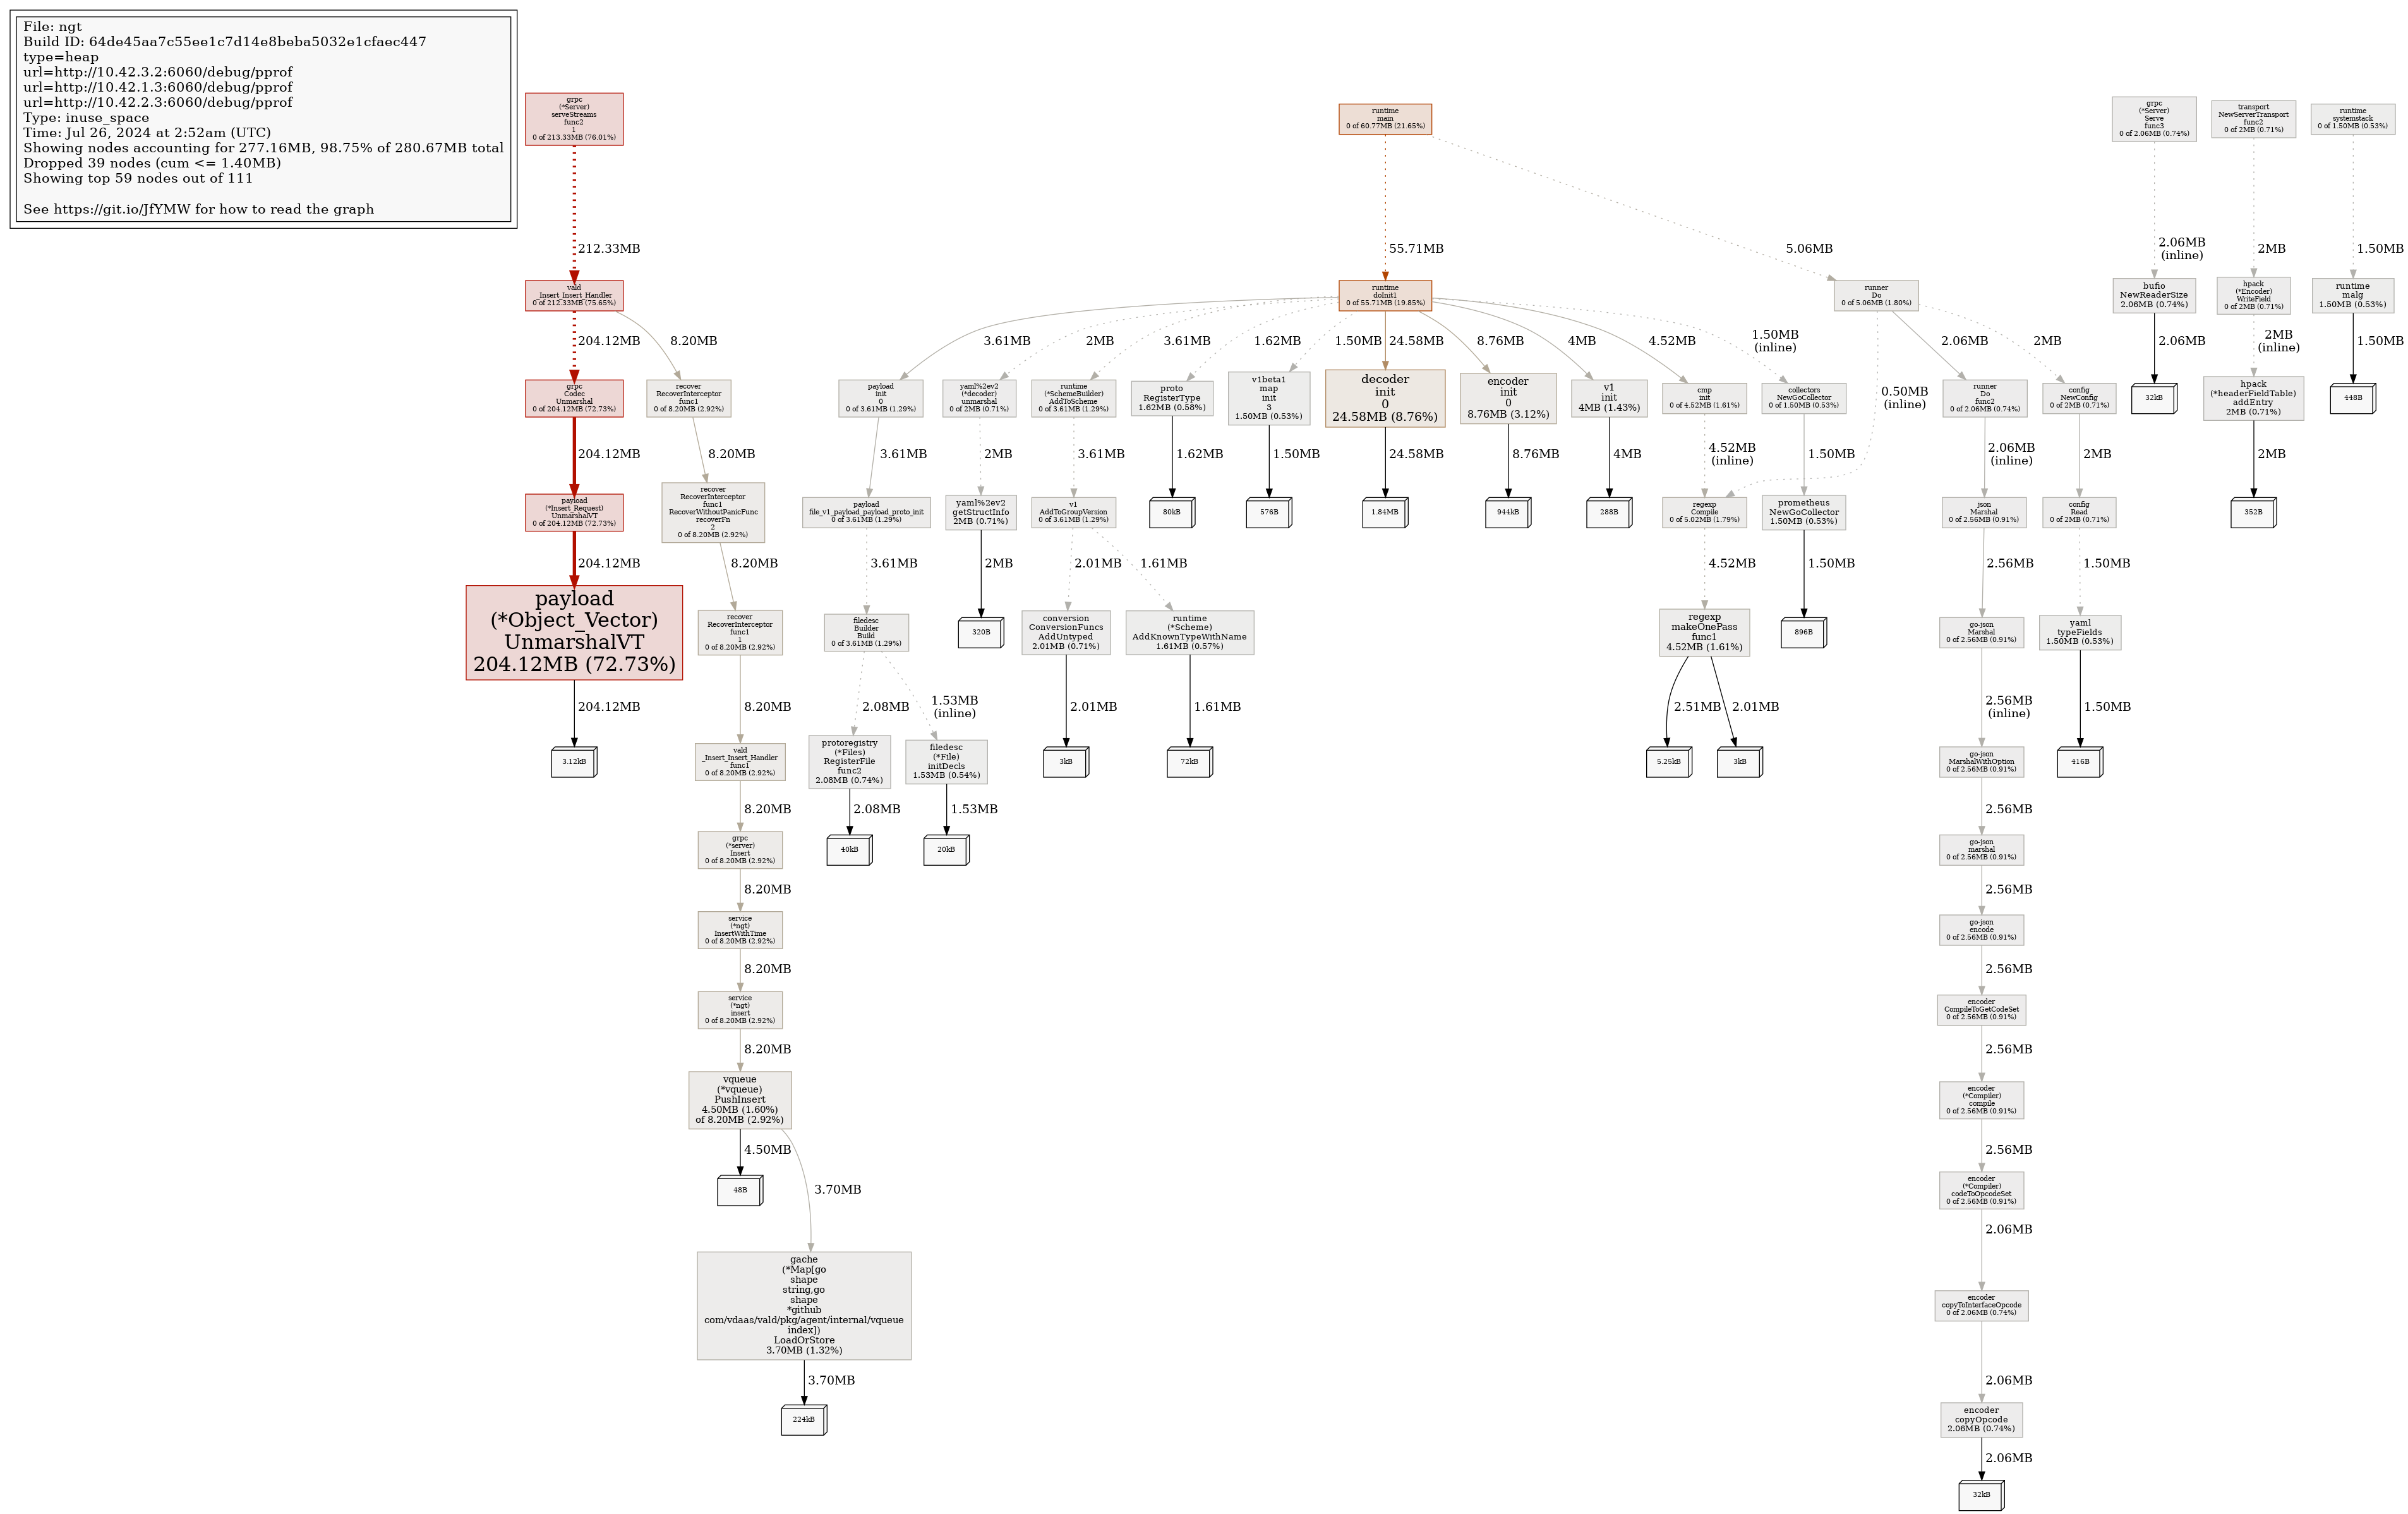 File: ngt
Build ID: 64de45aa7c55ee1c7d14e8beba5032e1cfaec447
type=heap
url=http://10.42.3.2:6060/debug/pprof
url=http://10.42.1.3:6060/debug/pprof
url=http://10.42.2.3:6060/debug/pprof
Type: inuse_space
Time: Jul 26, 2024 at 2:52am (UTC)
Showing nodes accounting for 277.16MB, 98.75% of 280.67MB total
Dropped 39 nodes (cum <= 1.40MB)
Showing top 59 nodes out of 111
See https://git.io/JfYMW for how to read the graph
grpc
(*Server)
serveStreams
func2
1
0 of 213.33MB (76.01%)
212.33MB
vald
_Insert_Insert_Handler
0 of 212.33MB (75.65%)
204.12MB
8.20MB
grpc
Codec
Unmarshal
0 of 204.12MB (72.73%)
204.12MB
payload
(*Insert_Request)
UnmarshalVT
0 of 204.12MB (72.73%)
204.12MB
payload
(*Object_Vector)
UnmarshalVT
204.12MB (72.73%)
204.12MB
3.12kB
recover
RecoverInterceptor
func1
0 of 8.20MB (2.92%)
8.20MB
recover
RecoverInterceptor
func1
RecoverWithoutPanicFunc
recoverFn
2
0 of 8.20MB (2.92%)
8.20MB
recover
RecoverInterceptor
func1
1
0 of 8.20MB (2.92%)
8.20MB
vald
_Insert_Insert_Handler
func1
0 of 8.20MB (2.92%)
8.20MB
grpc
(*server)
Insert
0 of 8.20MB (2.92%)
8.20MB
service
(*ngt)
InsertWithTime
0 of 8.20MB (2.92%)
8.20MB
service
(*ngt)
insert
0 of 8.20MB (2.92%)
8.20MB
vqueue
(*vqueue)
PushInsert
4.50MB (1.60%)
of 8.20MB (2.92%)
4.50MB
48B
3.70MB
gache
(*Map[go
shape
string,go
shape
*github
com/vdaas/vald/pkg/agent/internal/vqueue
index])
LoadOrStore
3.70MB (1.32%)
3.70MB
224kB
runtime
main
0 of 60.77MB (21.65%)
55.71MB
5.06MB
runtime
doInit1
0 of 55.71MB (19.85%)
3.61MB
2MB
3.61MB
1.62MB
1.50MB
24.58MB
8.76MB
4MB
4.52MB
1.50MB
(inline)
payload
init
0
0 of 3.61MB (1.29%)
3.61MB
payload
file_v1_payload_payload_proto_init
0 of 3.61MB (1.29%)
3.61MB
filedesc
Builder
Build
0 of 3.61MB (1.29%)
2.08MB
1.53MB
(inline)
protoregistry
(*Files)
RegisterFile
func2
2.08MB (0.74%)
2.08MB
40kB
filedesc
(*File)
initDecls
1.53MB (0.54%)
1.53MB
20kB
yaml%2ev2
(*decoder)
unmarshal
0 of 2MB (0.71%)
2MB
yaml%2ev2
getStructInfo
2MB (0.71%)
2MB
320B
runtime
(*SchemeBuilder)
AddToScheme
0 of 3.61MB (1.29%)
3.61MB
v1
AddToGroupVersion
0 of 3.61MB (1.29%)
2.01MB
1.61MB
conversion
ConversionFuncs
AddUntyped
2.01MB (0.71%)
2.01MB
3kB
runtime
(*Scheme)
AddKnownTypeWithName
1.61MB (0.57%)
1.61MB
72kB
proto
RegisterType
1.62MB (0.58%)
1.62MB
80kB
v1beta1
map
init
3
1.50MB (0.53%)
1.50MB
576B
decoder
init
0
24.58MB (8.76%)
24.58MB
1.84MB
encoder
init
0
8.76MB (3.12%)
8.76MB
944kB
v1
init
4MB (1.43%)
4MB
288B
cmp
init
0 of 4.52MB (1.61%)
4.52MB
(inline)
regexp
Compile
0 of 5.02MB (1.79%)
4.52MB
regexp
makeOnePass
func1
4.52MB (1.61%)
2.51MB
2.01MB
5.25kB
3kB
collectors
NewGoCollector
0 of 1.50MB (0.53%)
1.50MB
prometheus
NewGoCollector
1.50MB (0.53%)
1.50MB
896B
runner
Do
0 of 5.06MB (1.80%)
0.50MB
(inline)
2.06MB
2MB
runner
Do
func2
0 of 2.06MB (0.74%)
2.06MB
(inline)
json
Marshal
0 of 2.56MB (0.91%)
2.56MB
go-json
Marshal
0 of 2.56MB (0.91%)
2.56MB
(inline)
go-json
MarshalWithOption
0 of 2.56MB (0.91%)
2.56MB
go-json
marshal
0 of 2.56MB (0.91%)
2.56MB
go-json
encode
0 of 2.56MB (0.91%)
2.56MB
encoder
CompileToGetCodeSet
0 of 2.56MB (0.91%)
2.56MB
encoder
(*Compiler)
compile
0 of 2.56MB (0.91%)
2.56MB
encoder
(*Compiler)
codeToOpcodeSet
0 of 2.56MB (0.91%)
2.06MB
encoder
copyToInterfaceOpcode
0 of 2.06MB (0.74%)
2.06MB
encoder
copyOpcode
2.06MB (0.74%)
2.06MB
32kB
config
NewConfig
0 of 2MB (0.71%)
2MB
config
Read
0 of 2MB (0.71%)
1.50MB
yaml
typeFields
1.50MB (0.53%)
1.50MB
416B
grpc
(*Server)
Serve
func3
0 of 2.06MB (0.74%)
2.06MB
(inline)
bufio
NewReaderSize
2.06MB (0.74%)
2.06MB
32kB
transport
NewServerTransport
func2
0 of 2MB (0.71%)
2MB
hpack
(*Encoder)
WriteField
0 of 2MB (0.71%)
2MB
(inline)
hpack
(*headerFieldTable)
addEntry
2MB (0.71%)
2MB
352B
runtime
systemstack
0 of 1.50MB (0.53%)
1.50MB
runtime
malg
1.50MB (0.53%)
1.50MB
448B